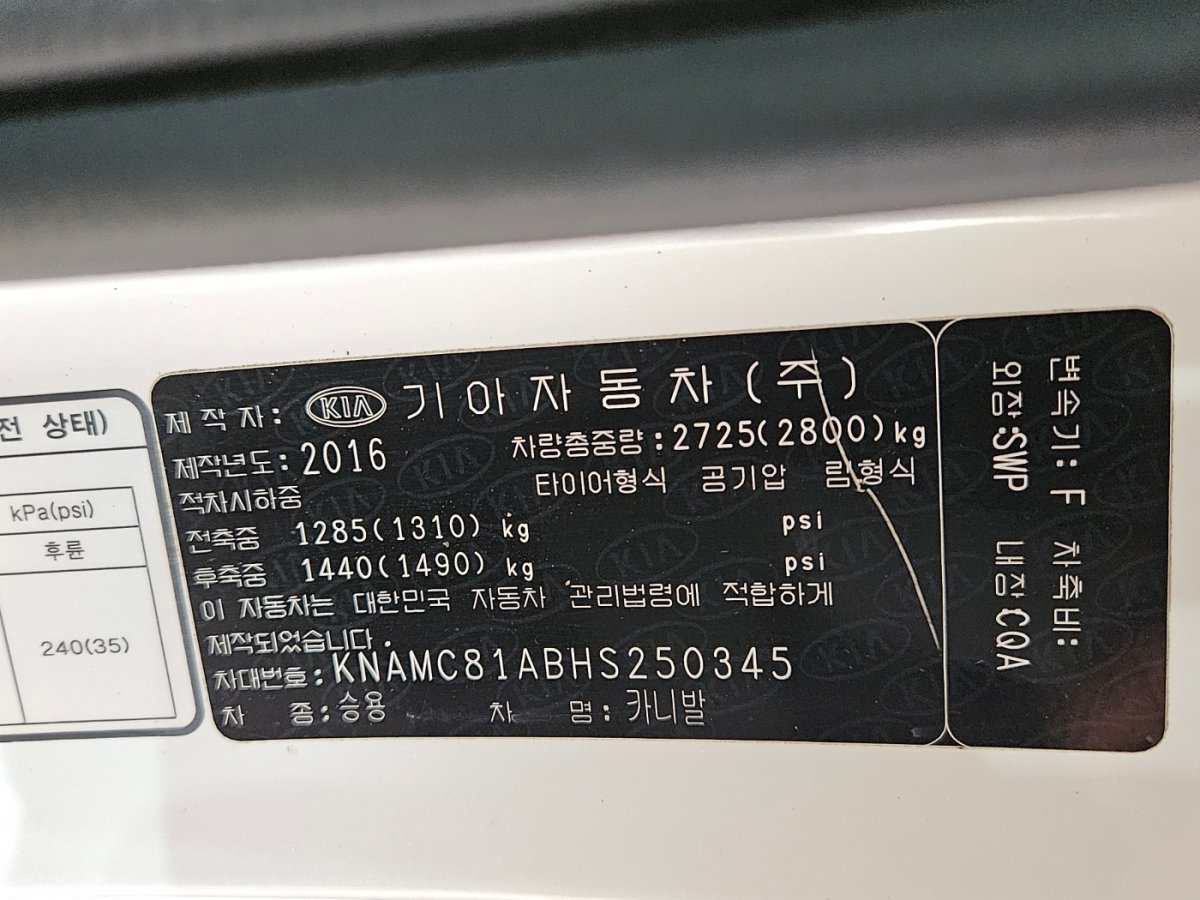 전 상태)
kPa(psi)
후륜
240(35)
제 작 자 : KIA 기 아 자 동 차 ( 주 )
제작년도 : 2016 차량총중량 : 2725(2800)kg
적차시하중 타이어형식 공기압 림형식
전축중 1285(1310) kg psi
후축중 1440(1490) kg psi
이 자동차는 대한민국 자동차 관리법령에 적합하게
제작되었습니다.
차대번호 : KNAMC81ABHS250345
차 종 : 승용 차 명 : 카니발
변속기 : F 차축비 :
외장 : SWP 내장 CQA